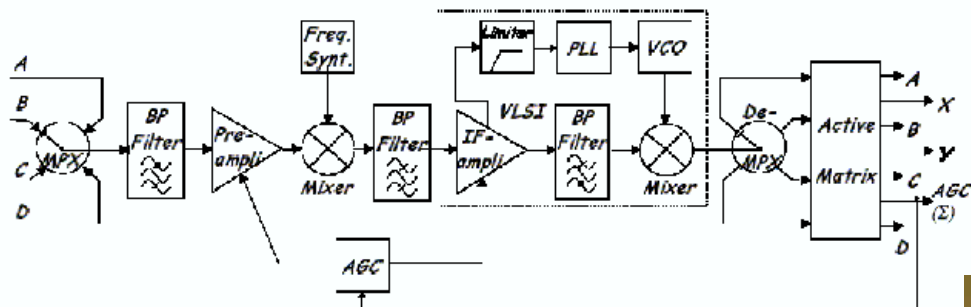 A
B
C
D
MPX
BP
Filter
Pre-
ampli
Freq.
Synt.
Mixer
BP
Filter
Limiter
PLL
VCO
VLSI
IF-
ampli
BP
Filter
Mixer
De-
MPX
Active
Matrix
A
X
B
Y
C
AGC
(Σ)
D
AGC